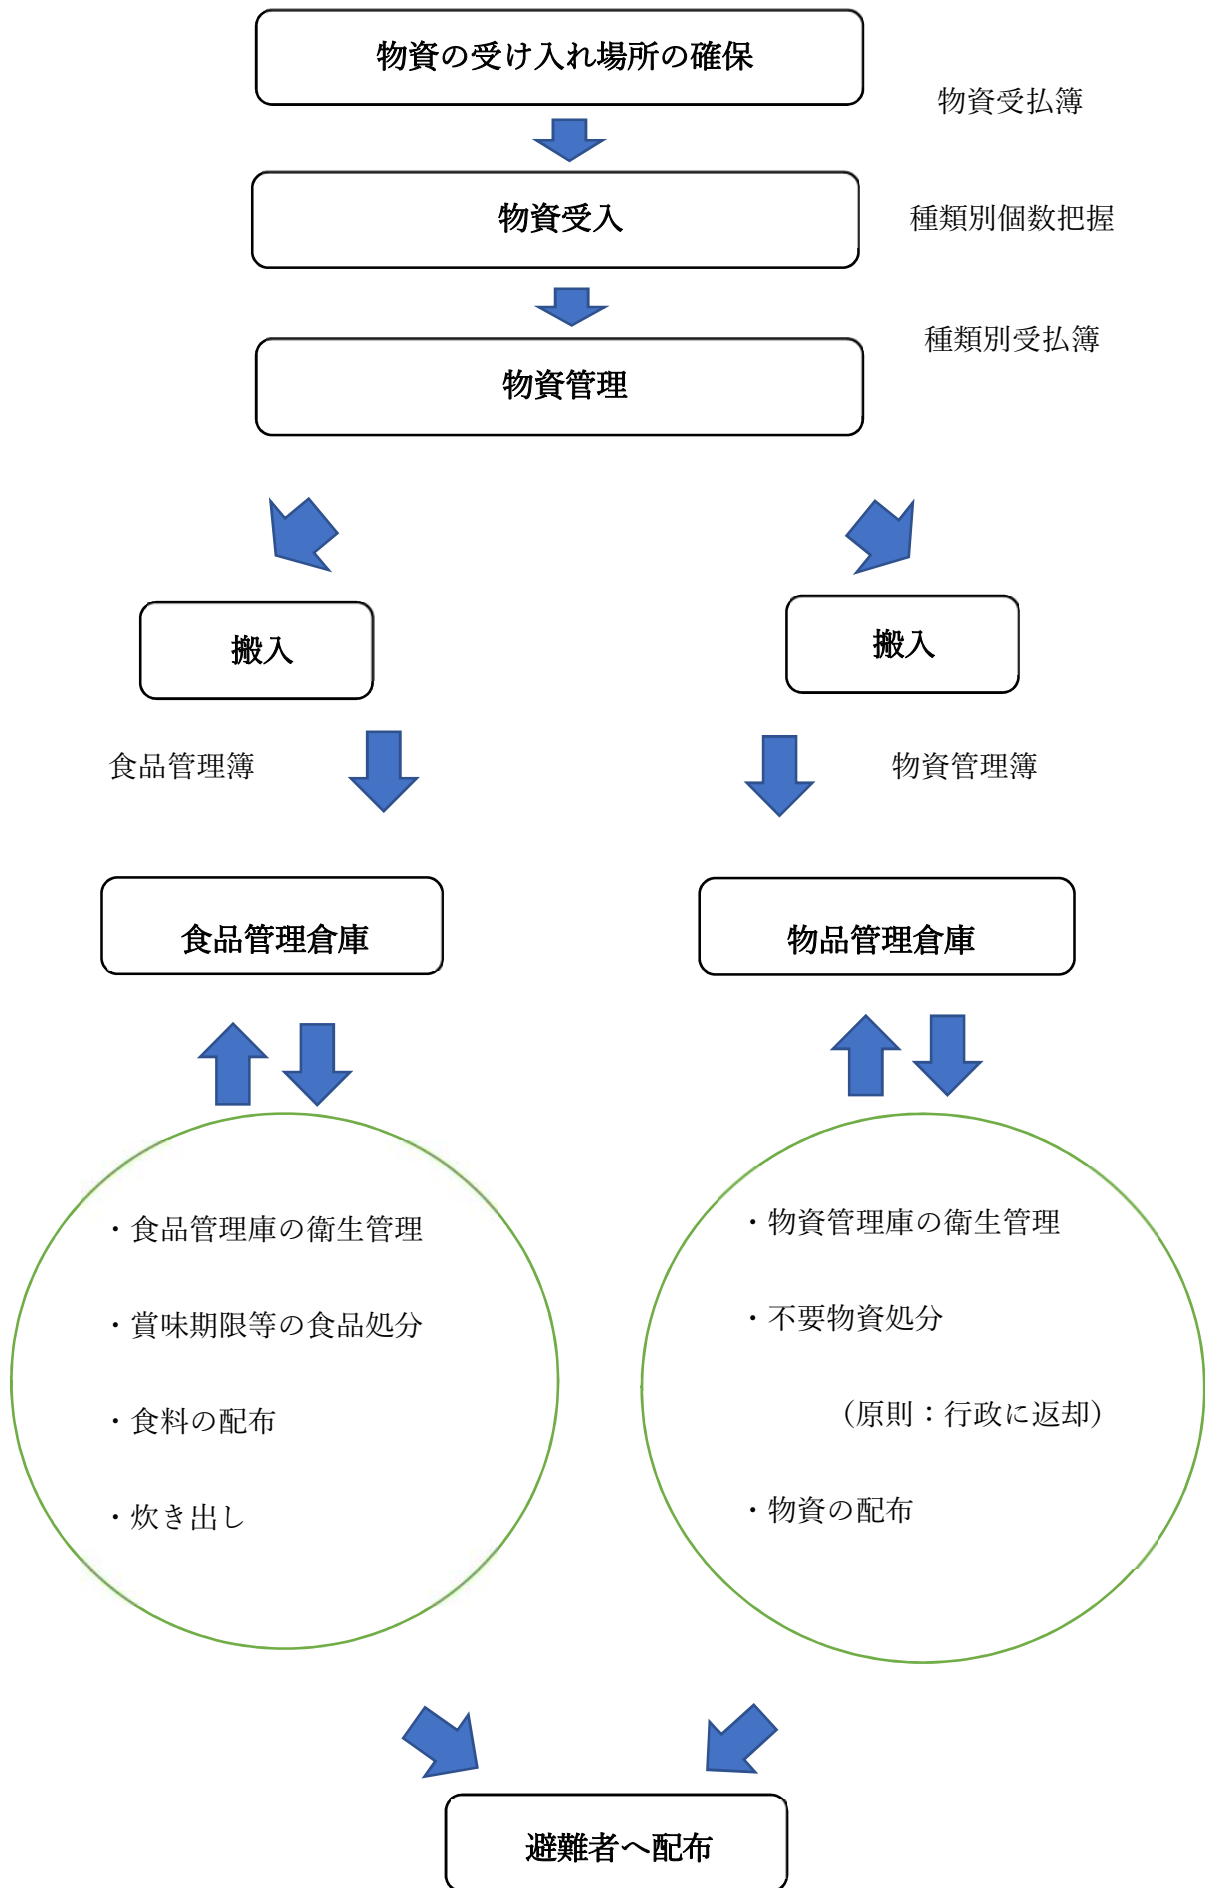 物資の受け入れ場所の確保
物資受払簿
物資受入
種類別個数把握
種類別受払簿
物資管理
搬入
搬入
食品管理簿
物資管理簿
食品管理倉庫
物品管理倉庫
・食品管理庫の衛生管理
・賞味期限等の食品処分
・食料の配布
・炊き出し
・物資管理庫の衛生管理
・不要物資処分
（原則：行政に返却）
・物資の配布
避難者へ配布